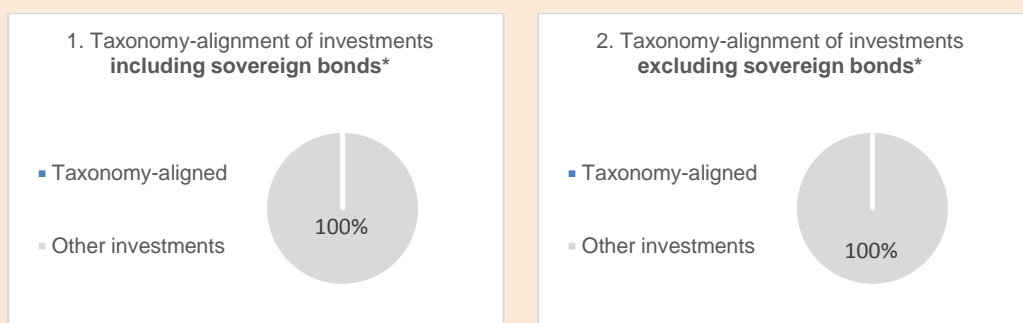 1. Taxonomy-alignment of investments
including sovereign bonds*
Taxonomy-aligned
Other investments
100%
2. Taxonomy-alignment of investments
excluding sovereign bonds*
Taxonomy-aligned
Other investments
100%